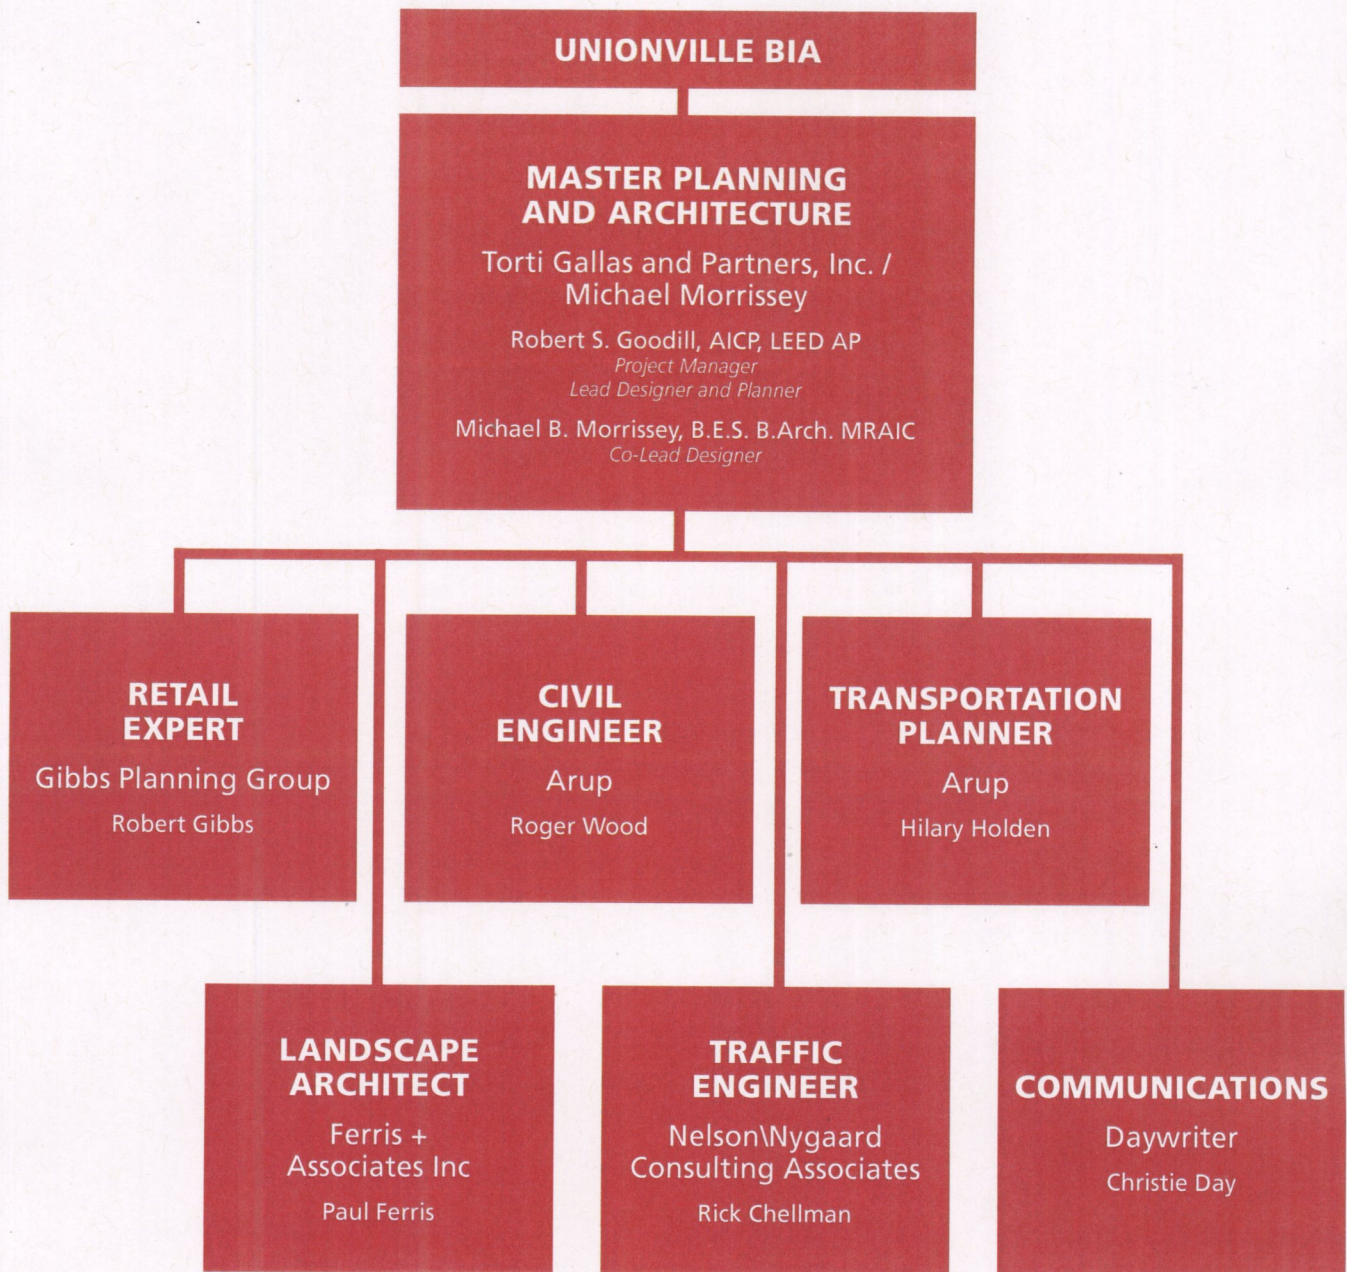 UNIONVILLE BIA
MASTER PLANNING
AND ARCHITECTURE
Torti Gallas and Partners, Inc. /
Michael Morrissey
Robert S. Goodill, AICP, LEED AP
Project Manager
Lead Designer and Planner
Michael B. Morrissey, B.E.S. B.Arch. MRAIC
Co-Lead Designer
RETAIL
EXPERT
Gibbs Planning Group
Robert Gibbs
CIVIL
ENGINEER
Arup
Roger Wood
TRANSPORTATION
PLANNER
Arup
Hilary Holden
LANDSCAPE
ARCHITECT
Ferris +
Associates Inc
Paul Ferris
TRAFFIC
ENGINEER
Nelson\Nygaard
Consulting Associates
Rick Chellman
COMMUNICATIONS
Daywriter
Christie Day